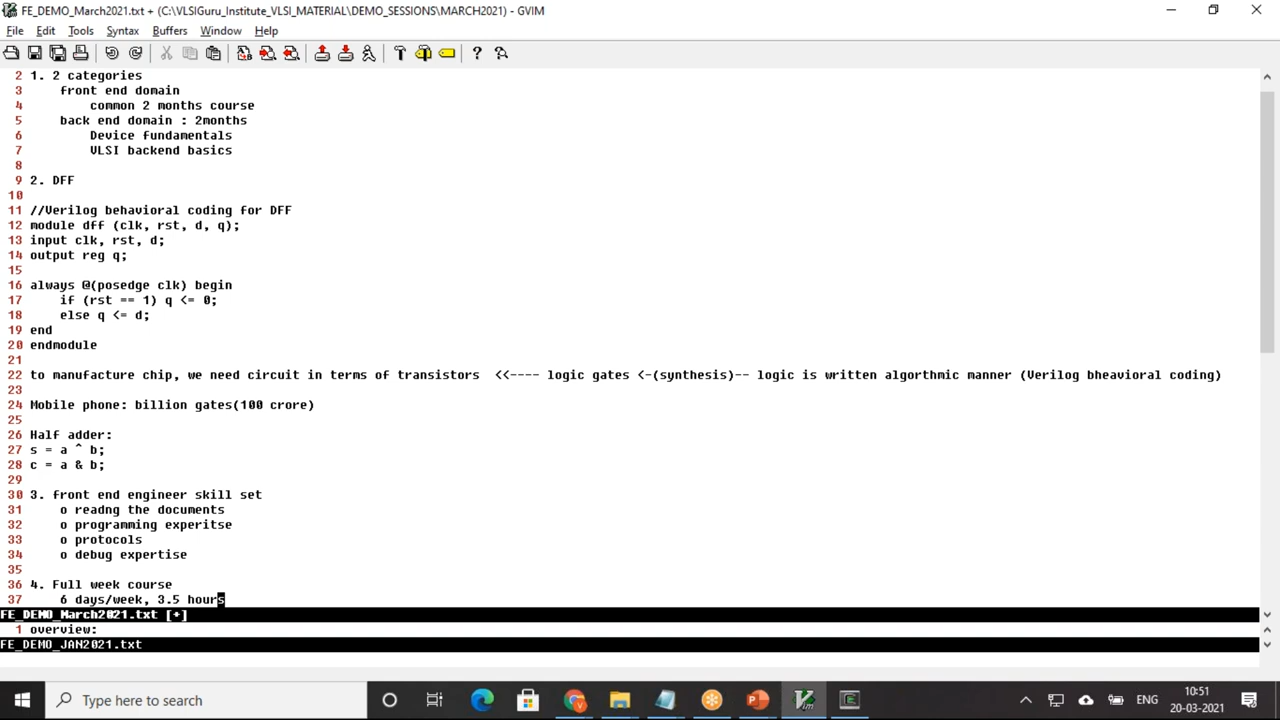 FE_DEMO_March2021.txt + (C:\VLSIGuru_Institute_VLSI_MATERIAL\DEMO_SESSIONS\MARCH2021) - GVIM
File Edit Tools Syntax Buffers Window Help
2 1. 2 categories
3 front end domain
4 common 2 months course
5 back end domain : 2months
6 Device fundamentals
7 VLSI backend basics
8
9 2. DFF
10
11 //Verilog behavioral coding for DFF
12 module dff (clk, rst, d, q);
13 input clk, rst, d;
14 output reg q;
15
16 always @(posedge clk) begin
17 if (rst == 1) q <= 0;
18 else q <= d;
19 end
20 endmodule
21
22 to manufacture chip, we need circuit in terms of transistors <<---- logic gates <-(synthesis)-- logic is written algorthmic manner (Verilog bheavioral coding)
23
24 Mobile phone: billion gates(100 crore)
25
26 Half adder:
27 s = a ^ b;
28 c = a & b;
29
30 3. front end engineer skill set
31 o readng the documents
32 o programming experitse
33 o protocols
34 o debug expertise
35
36 4. Full week course
37 6 days/week, 3.5 hours
FE_DEMO_March2021.txt [+]
1 overview:
FE_DEMO_JAN2021.txt
Type here to search
ENG
10:51
20-03-2021